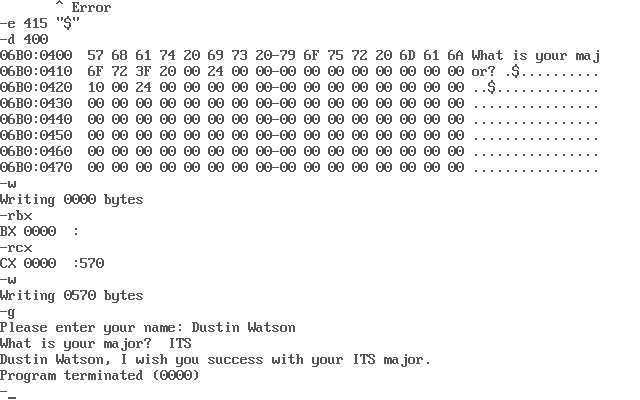 ^ Error
-e 415 "$"
-d 400
06B0:0400  57 68 61 74 20 69 73 20-79 6F 75 72 20 6D 61 6A What is your maj
06B0:0410  6F 72 3F 20 00 24 00 00-00 00 00 00 00 00 00 00 or? .$..........
06B0:0420  10 00 24 00 00 00 00 00-00 00 00 00 00 00 00 00 ..$.............
06B0:0430  00 00 00 00 00 00 00 00-00 00 00 00 00 00 00 00 ................
06B0:0440  00 00 00 00 00 00 00 00-00 00 00 00 00 00 00 00 ................
06B0:0450  00 00 00 00 00 00 00 00-00 00 00 00 00 00 00 00 ................
06B0:0460  00 00 00 00 00 00 00 00-00 00 00 00 00 00 00 00 ................
06B0:0470  00 00 00 00 00 00 00 00-00 00 00 00 00 00 00 00 ................
-w
Writing 0000 bytes
-rbx
BX 0000  :
-rcx
CX 0000  :570
-w
Writing 0570 bytes
-g
Please enter your name: Dustin Watson
What is your major?  ITS
Dustin Watson, I wish you success with your ITS major.
Program terminated (0000)
-_